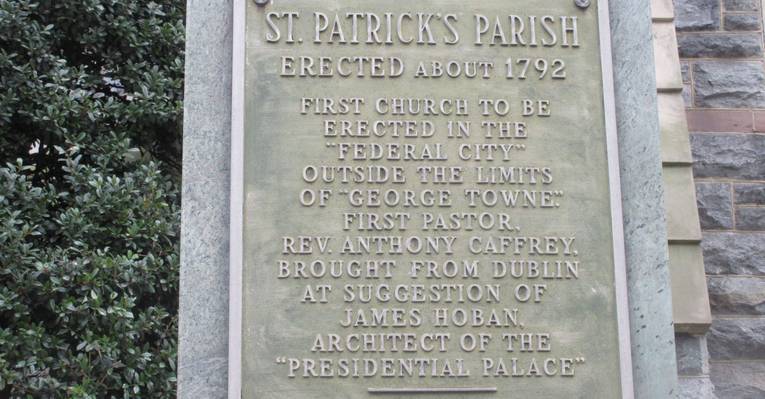 ST. PATRICK'S PARISH
ERECTED ABOUT 1792
FIRST CHURCH TO BE
ERECTED IN THE
"FEDERAL CITY"
OUTSIDE THE LIMITS
OF "GEORGE TOWNE".
FIRST PASTOR,
REV. ANTHONY CAFFREY,
BROUGHT FROM DUBLIN
AT SUGGESTION OF
JAMES HOBAN,
ARCHITECT OF THE
"PRESIDENTIAL PALACE"